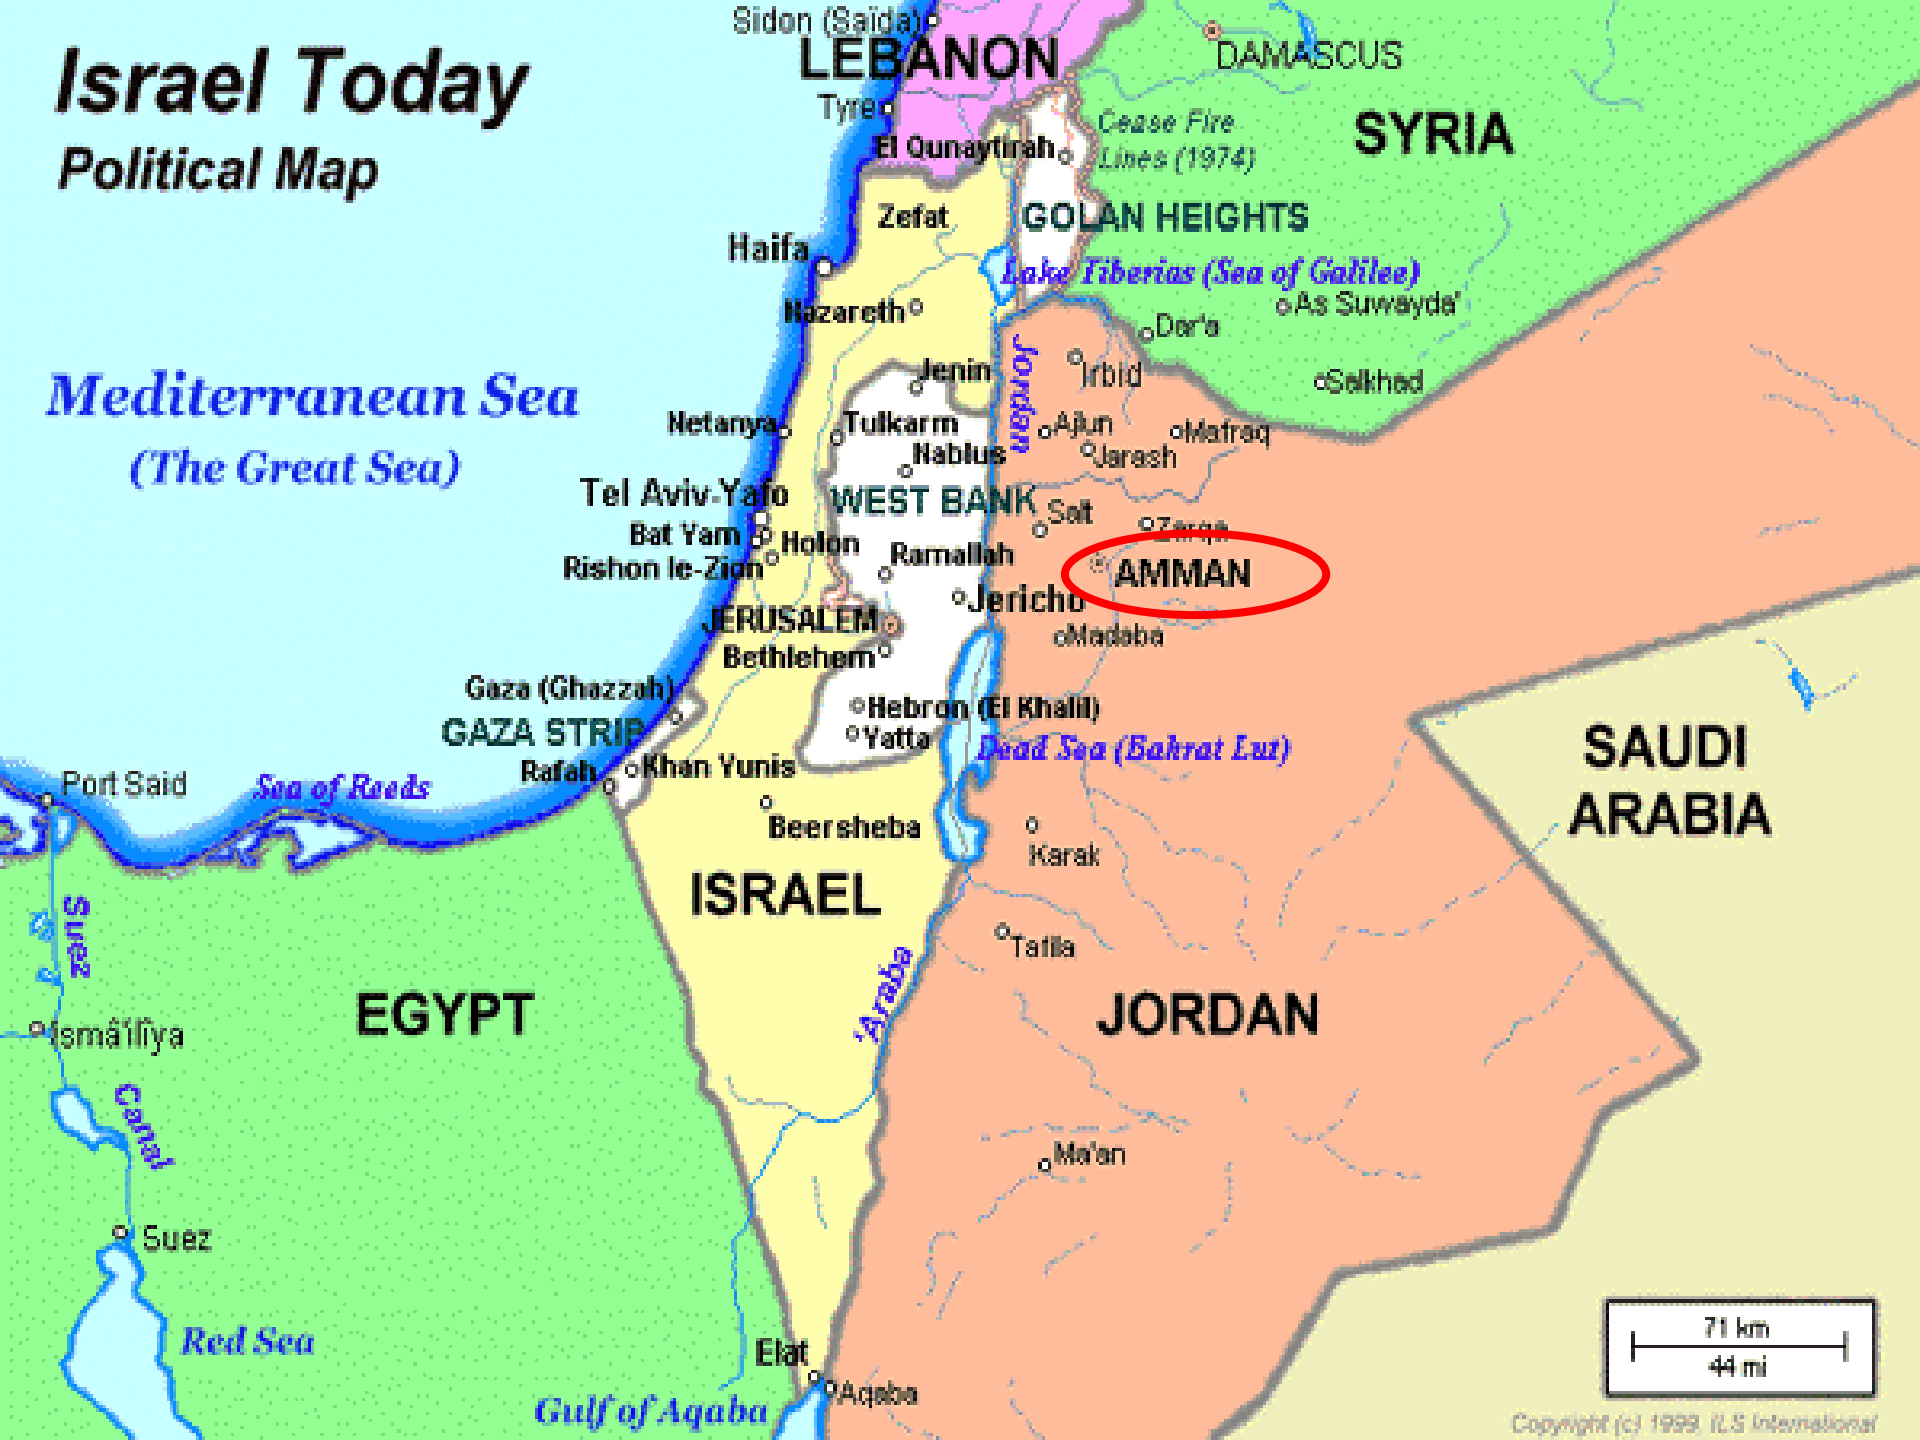 Israel Today
Political Map
Sidon (Saïda)
LEBANON
Tyre
DAMASCUS
SYRIA
Cease Fire
Lines (1974)
El Qunaytirah
Zefat
GOLAN HEIGHTS
Haifa
Lake Tiberias (Sea of Galilee)
Nazareth
As Suwayda'
Dar'a
Jordan
Jenin
Irbid
Salkhad
Mediterranean Sea
(The Great Sea)
Netanya
Tulkarm
Ajlun
Mafraq
Nablus
Jarash
Tel Aviv-Yafo
WEST BANK
Salt
Zarqa
Bat Yam
Holon
Ramallah
Rishon le-Zion
AMMAN
Jericho
JERUSALEM
Madaba
Bethlehem
Gaza (Ghazzah)
Hebron (El Khalil)
GAZA STRIP
Yatta
Dead Sea (Bahrat Lut)
SAUDI
ARABIA
Rafah
Khan Yunis
Port Said
Sea of Reeds
Beersheba
Karak
ISRAEL
Suez
Tafila
'Araba
EGYPT
JORDAN
Ismâ'ilîya
Canal
Ma'an
Suez
Red Sea
Elat
Aqaba
Gulf of Aqaba
71 km
44 mi
Copyright (c) 1999, ILS International